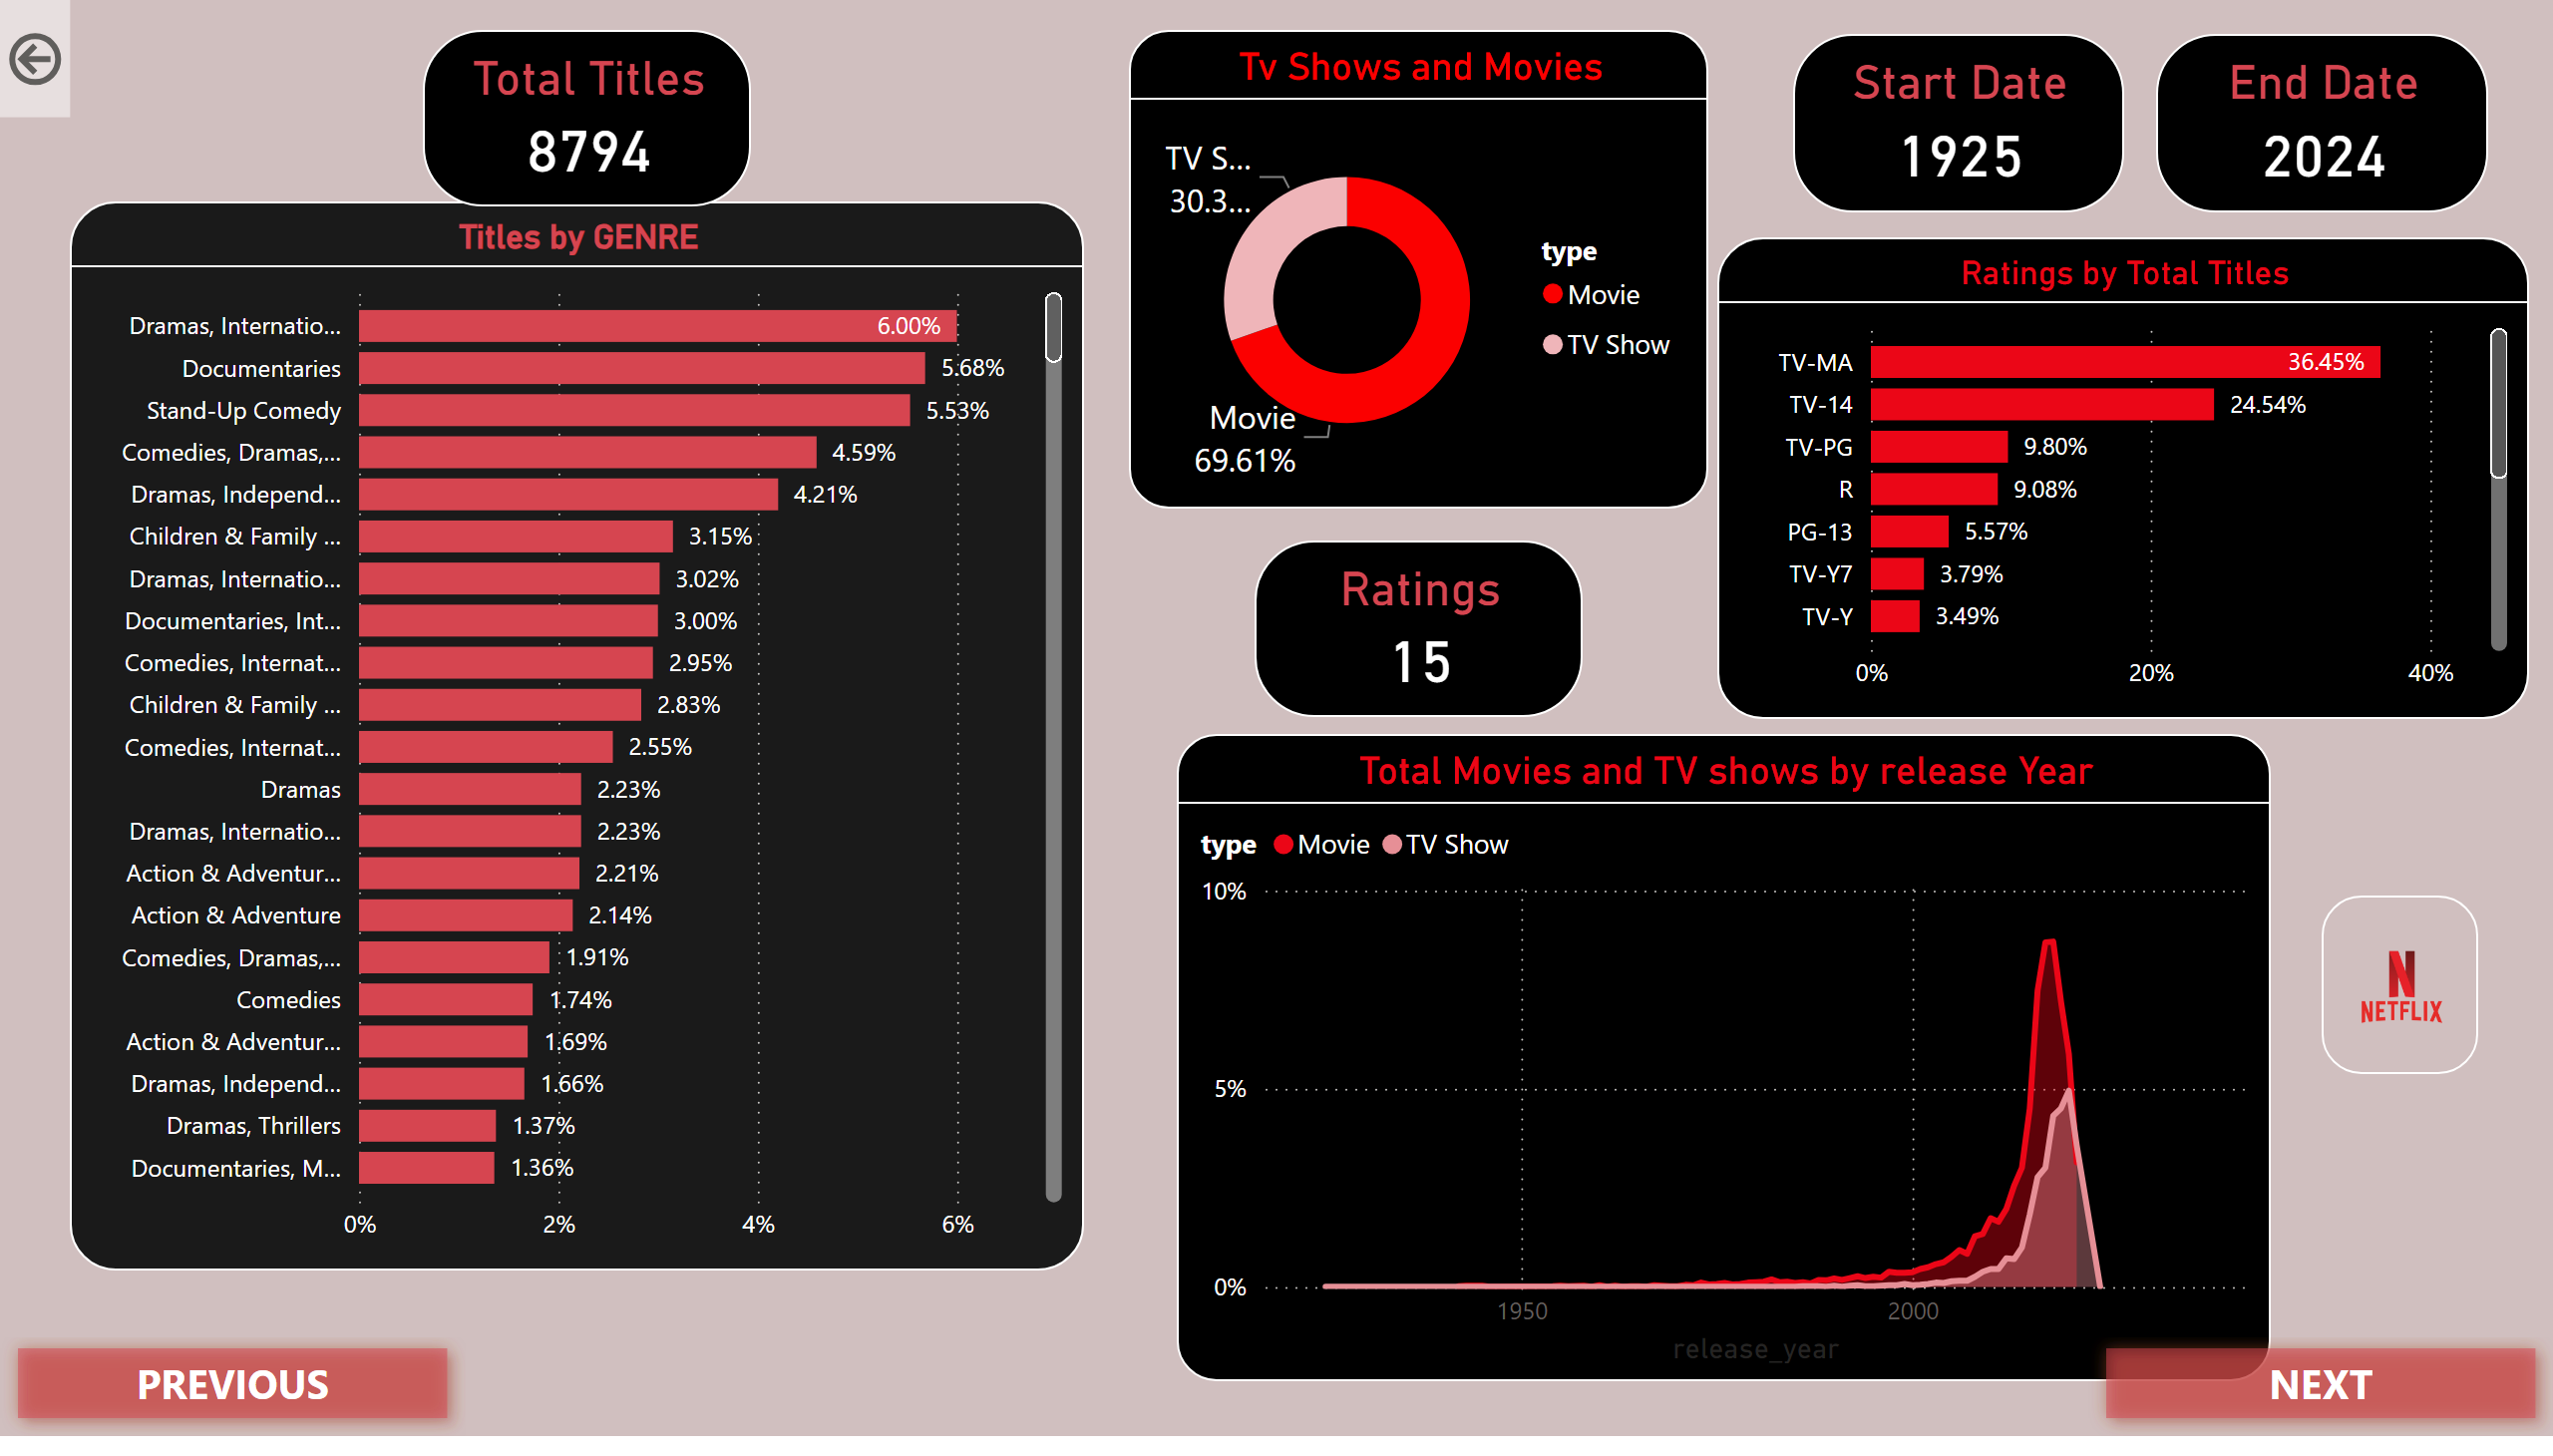 Total Titles
8794
Titles by GENRE
Dramas, Internatio... 6.00%
Documentaries 5.68%
Stand-Up Comedy 5.53%
Comedies, Dramas,... 4.59%
Dramas, Independ... 4.21%
Children & Family ... 3.15%
Dramas, Internatio... 3.02%
Documentaries, Int... 3.00%
Comedies, Internat... 2.95%
Children & Family ... 2.83%
Comedies, Internat... 2.55%
Dramas 2.23%
Dramas, Internatio... 2.23%
Action & Adventur... 2.21%
Action & Adventure 2.14%
Comedies, Dramas,... 1.91%
Comedies 1.74%
Action & Adventur... 1.69%
Dramas, Independ... 1.66%
Dramas, Thrillers 1.37%
Documentaries, M... 1.36%
0% 2% 4% 6%
Tv Shows and Movies
TV S...
30.3...
Movie
69.61%
type
Movie
TV Show
Start Date
1925
End Date
2024
Ratings by Total Titles
TV-MA 36.45%
TV-14 24.54%
TV-PG 9.80%
R 9.08%
PG-13 5.57%
TV-Y7 3.79%
TV-Y 3.49%
0% 20% 40%
Ratings
15
Total Movies and TV shows by release Year
type Movie TV Show
10%
5%
0%
1950 2000
release_year
N
NETFLIX
PREVIOUS
NEXT